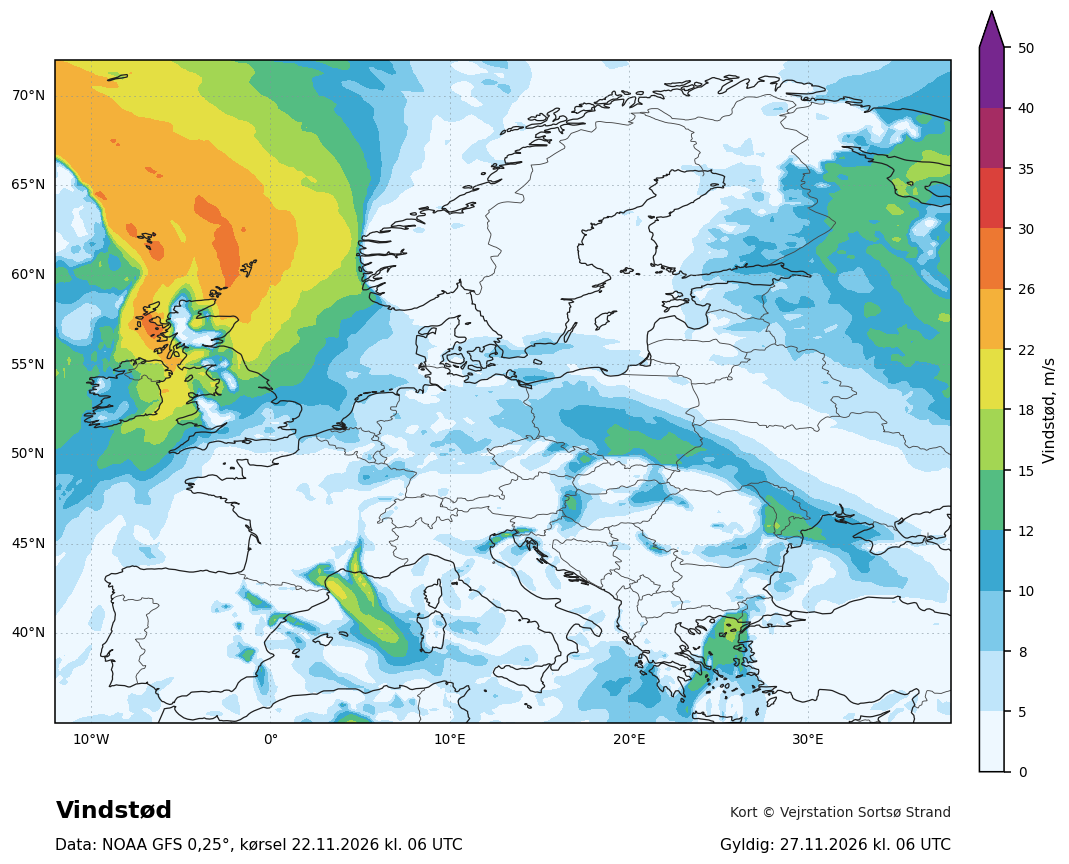 50
40
35
30
26
22
18
15
12
10
8
5
0
Vindstød, m/s
70°N
65°N
60°N
55°N
50°N
45°N
40°N
10°W
0°
10°E
20°E
30°E
Vindstød
Kort © Vejrstation Sortsø Strand
Data: NOAA GFS 0,25°, kørsel 22.11.2026 kl. 06 UTC
Gyldig: 27.11.2026 kl. 06 UTC